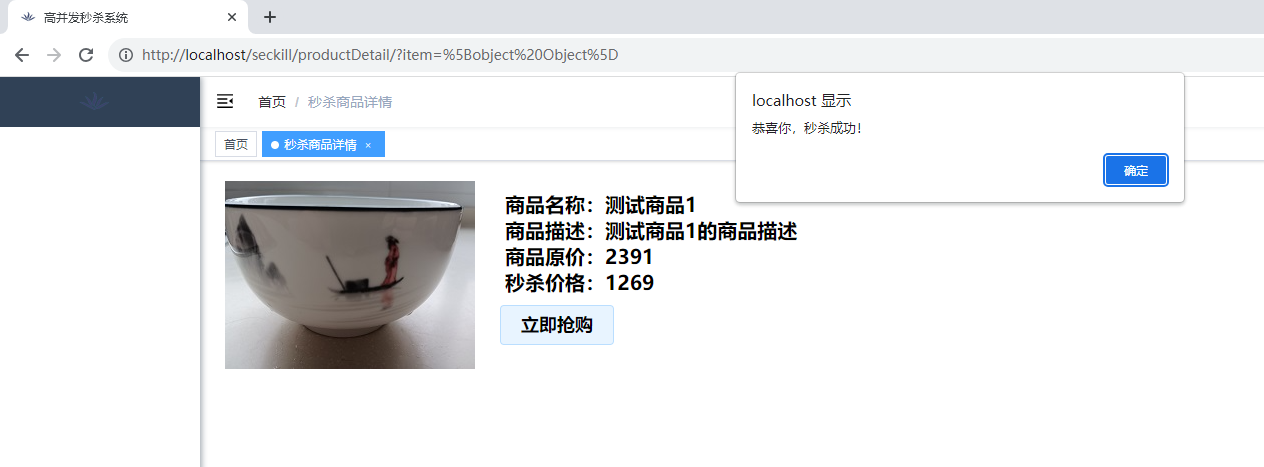 高并发秒杀系统
http://localhost/seckill/productDetail/?item=%5Bobject%20Object%5D
localhost 显示
恭喜你，秒杀成功！
确定
首页 / 秒杀商品详情
首页
秒杀商品详情 ×
商品名称：测试商品1
商品描述：测试商品1的商品描述
商品原价：2391
秒杀价格：1269
立即抢购